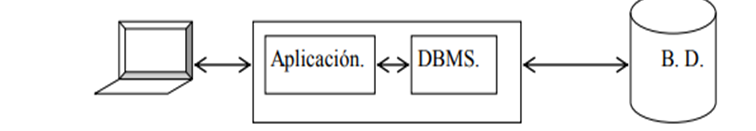 Aplicación.
DBMS.
B. D.